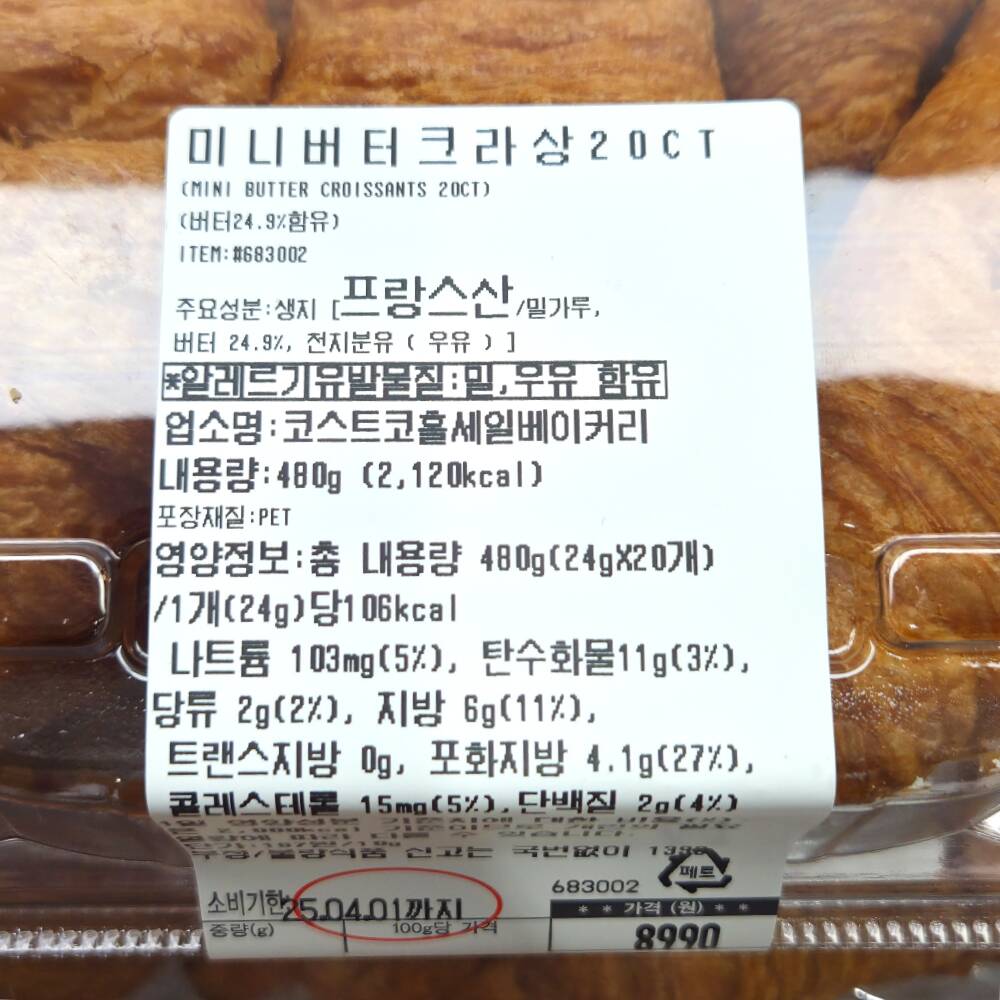 미니버터크라상20CT
(MINI BUTTER CROISSANTS 20CT)
(버터24.9%함유)
ITEM:#683002
주요성분:생지 [프랑스산/밀가루,
버터 24.9%, 전지분유 ( 우유 ) ]
*알레르기유발물질:밀,우유 함유
업소명:코스트코홀세일베이커리
내용량:480g (2,120kcal)
포장재질:PET
영양정보:총 내용량 480g(24gX20개)
/1개(24g)당106kcal
나트륨 103mg(5%), 탄수화물11g(3%),
당류 2g(2%), 지방 6g(11%),
트랜스지방 0g, 포화지방 4.1g(27%),
콜레스테롤 15mg(5%),단백질 2g(4%)
신고는 국번없이
페트
683002
소비기한25.04.01까지
* * 가격 (원) * *
중량(g)
100g당 가격
8990